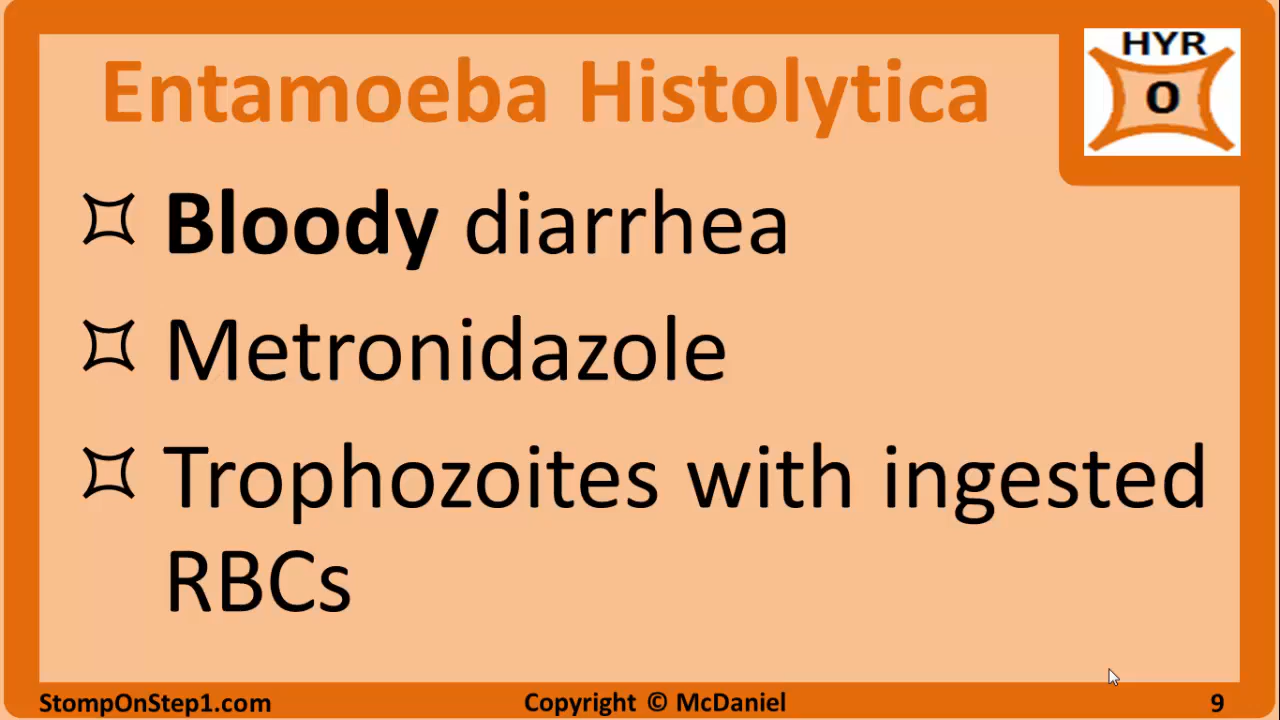 Entamoeba Histolytica
HYR
0
Bloody diarrhea
Metronidazole
Trophozoites with ingested
RBCs
StompOnStep1.com
Copyright © McDaniel
9